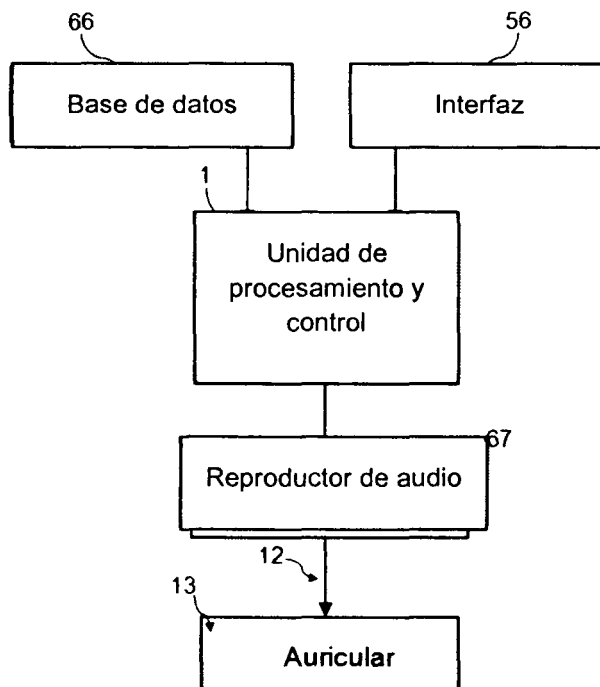 66
56
Base de datos
Interfaz
1
Unidad de
procesamiento y
control
67
Reproductor de audio
12
13
Auricular